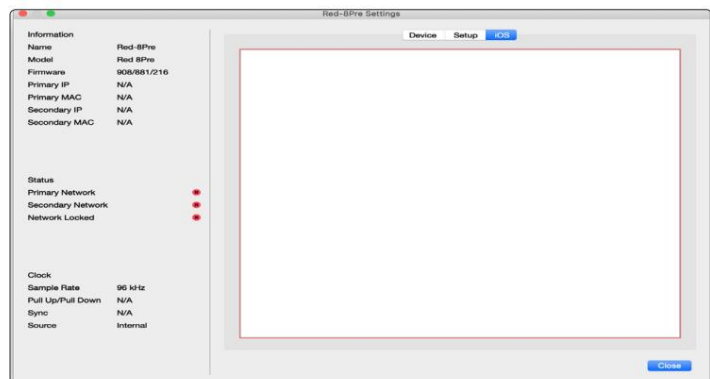 Red-8Pre Settings
Information
Name Red-8Pre
Model Red 8Pre
Firmware 908/881/216
Primary IP N/A
Primary MAC N/A
Secondary IP N/A
Secondary MAC N/A
Status
Primary Network
Secondary Network
Network Locked
Clock
Sample Rate 96 kHz
Pull Up/Pull Down N/A
Sync N/A
Source Internal
Device Setup iOS
Close